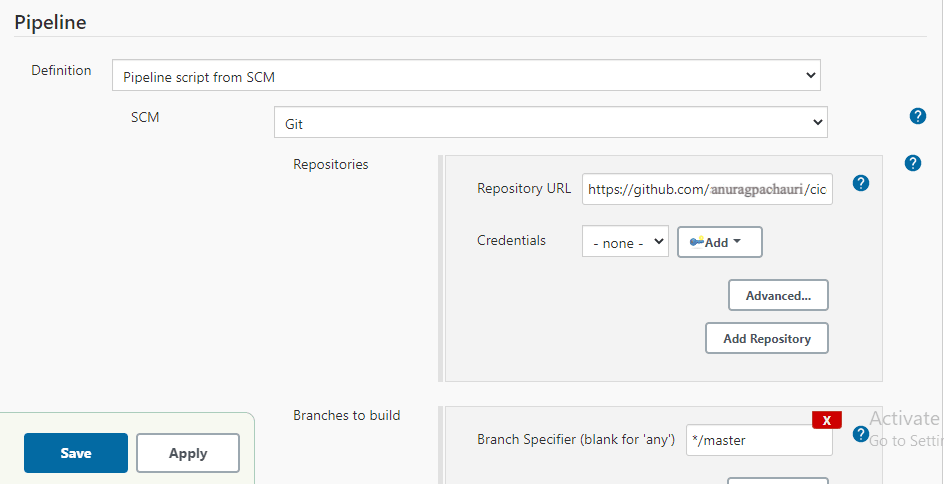 Pipeline
Definition
Pipeline script from SCM
SCM
Git
Repositories
Repository URL
https://github.com/anuragpachauri/cic
Credentials
- none -
Add
Advanced...
Add Repository
Branches to build
X
Branch Specifier (blank for 'any')
*/master
Save
Apply
Activate
Go to Settin